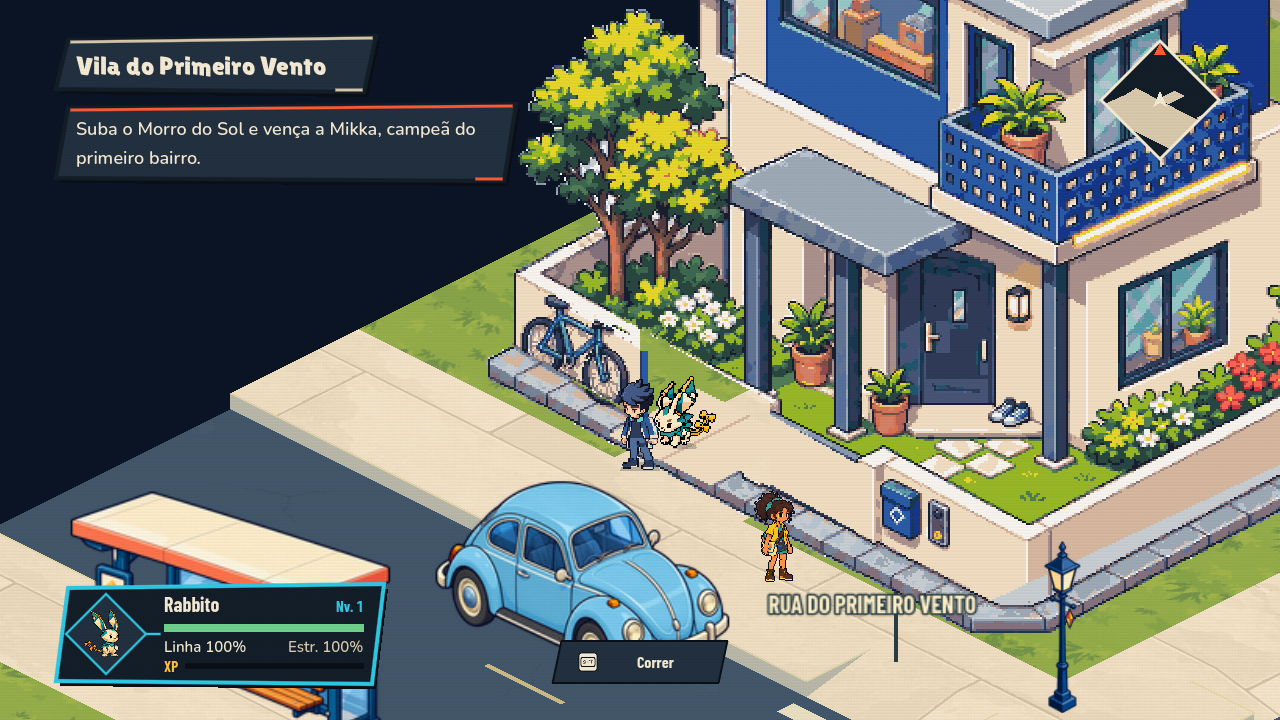 Vila do Primeiro Vento
Suba o Morro do Sol e vença a Mikka, campeã do
primeiro bairro.
RUA DO PRIMEIRO VENTO
Rabbito
Nv. 1
Linha 100%
Estr. 100%
XP
Correr